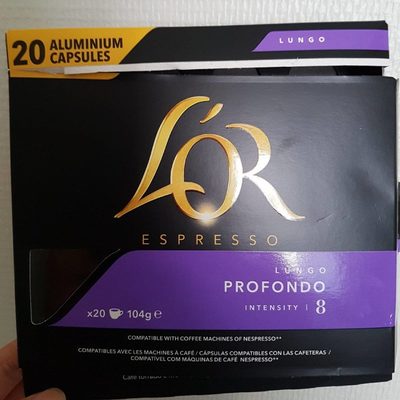 20 ALUMINIUM
CAPSULES
LUNGO
L'OR
ESPRESSO
LUNGO
PROFONDO
INTENSITY | 8
x20 104g ℮
COMPATIBLE WITH COFFEE MACHINES OF NESPRESSO**
COMPATIBLES AVEC LES MACHINES À CAFÉ / CÁPSULAS COMPATIBLES CON LAS CAFETERAS /
COMPATÍVEL COM MÁQUINAS DE CAFÉ NESPRESSO**